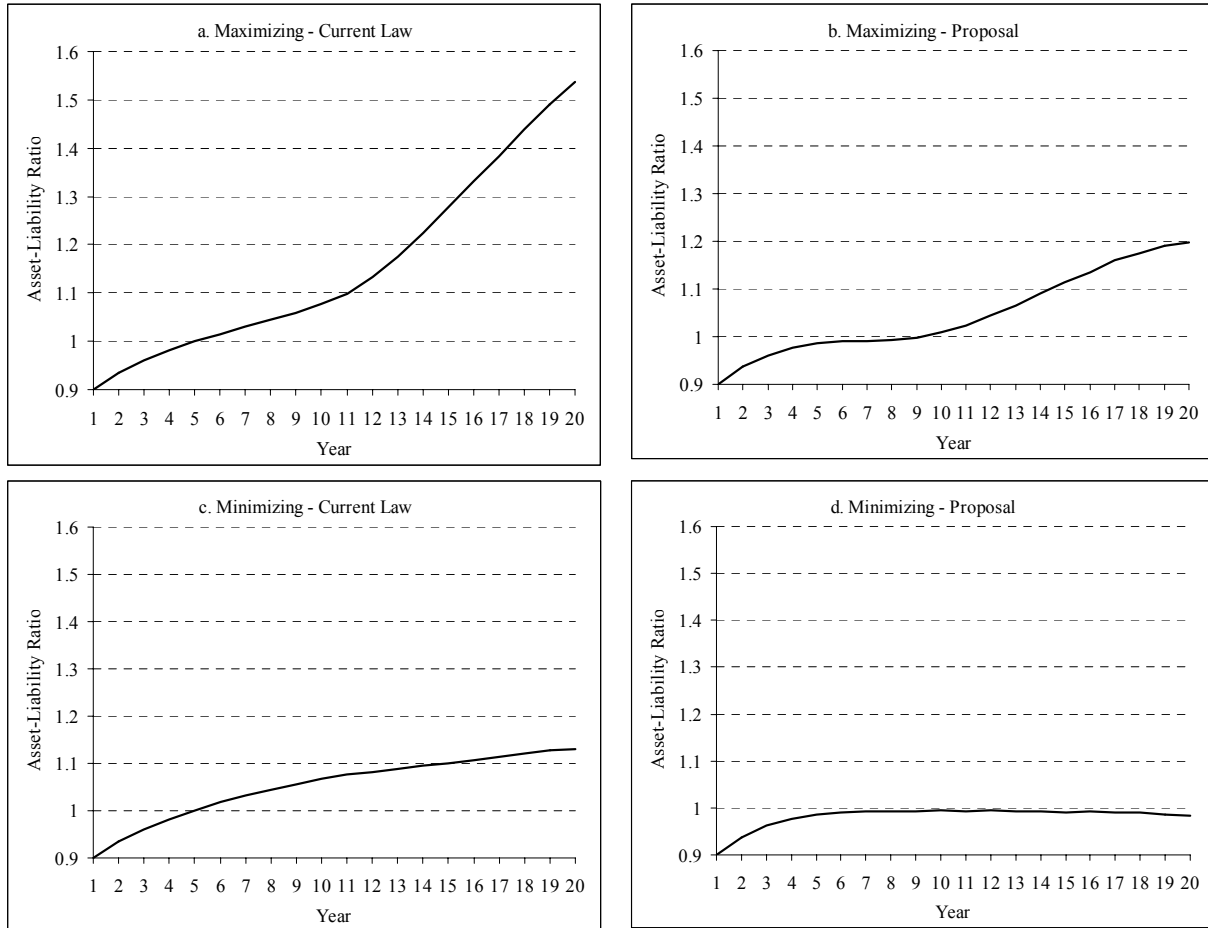 a. Maximizing - Current Law
Asset-Liability Ratio
1.6
1.5
1.4
1.3
1.2
1.1
1
0.9
1 2 3 4 5 6 7 8 9 10 11 12 13 14 15 16 17 18 19 20
Year
b. Maximizing - Proposal
Asset-Liability Ratio
1.6
1.5
1.4
1.3
1.2
1.1
1
0.9
1 2 3 4 5 6 7 8 9 10 11 12 13 14 15 16 17 18 19 20
Year
c. Minimizing - Current Law
Asset-Liability Ratio
1.6
1.5
1.4
1.3
1.2
1.1
1
0.9
1 2 3 4 5 6 7 8 9 10 11 12 13 14 15 16 17 18 19 20
Year
d. Minimizing - Proposal
Asset-Liability Ratio
1.6
1.5
1.4
1.3
1.2
1.1
1
0.9
1 2 3 4 5 6 7 8 9 10 11 12 13 14 15 16 17 18 19 20
Year